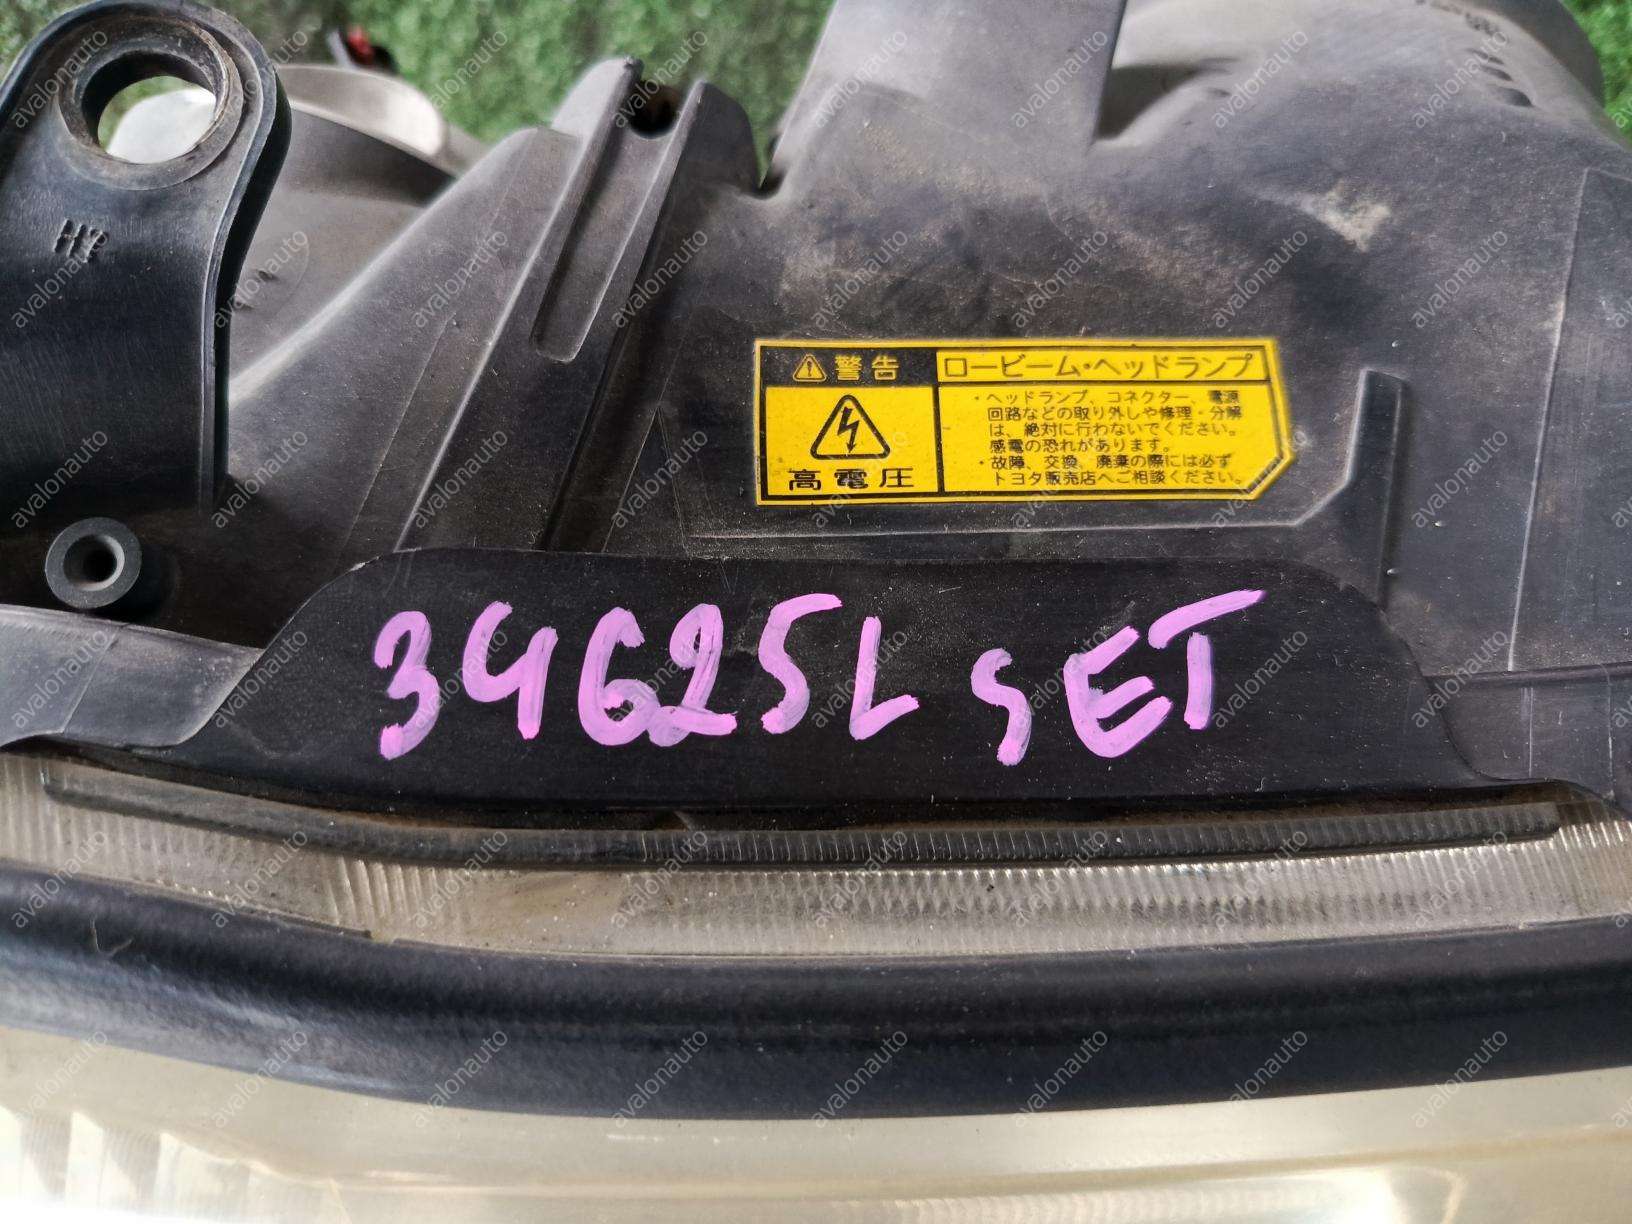 H7
警告
ロービーム・ヘッドランプ
高電圧
・ヘッドランプ、コネクター、電源
回路などの取り外しや修理・分解
は、絶対に行わないでください。
感電の恐れがあります。
・故障、交換、廃棄の際には必ず
トヨタ販売店へご相談ください。
34625L SET
avalonauto